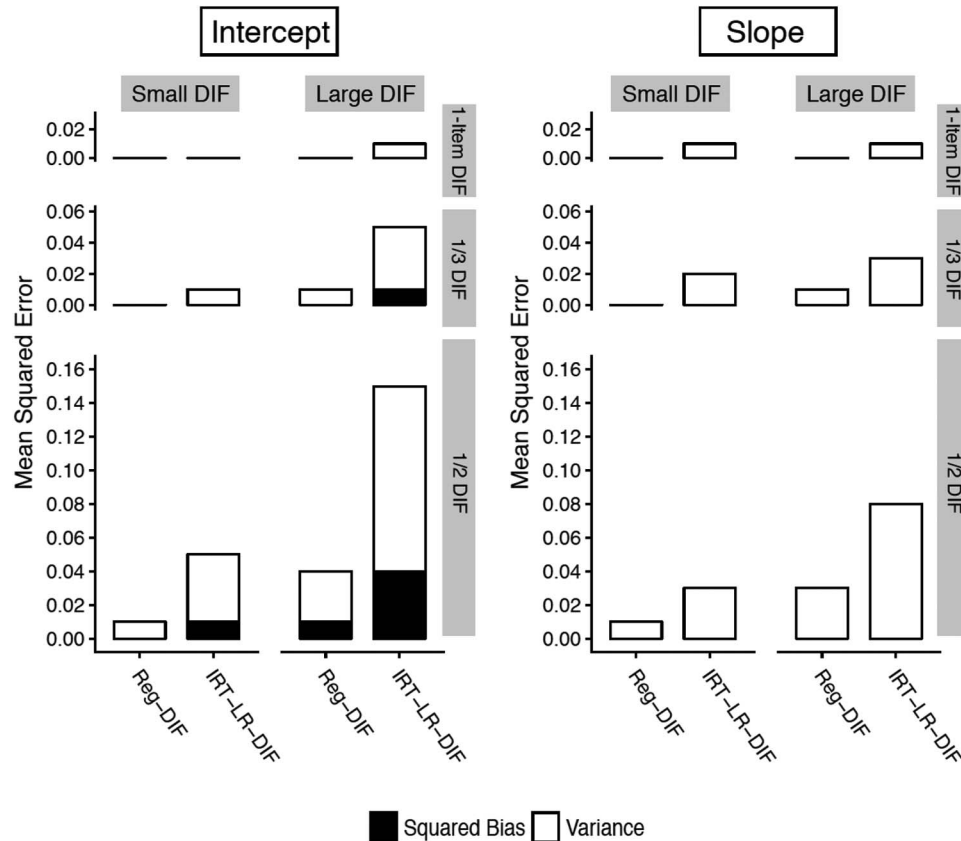 Intercept
Slope
Small DIF
Large DIF
Small DIF
Large DIF
Mean Squared Error
0.02
0.00
1-Item DIF
0.06
0.04
0.02
0.00
1/3 DIF
0.16
0.14
0.12
0.10
0.08
0.06
0.04
0.02
0.00
1/2 DIF
Reg-DIF
IRT-LR-DIF
Reg-DIF
IRT-LR-DIF
Mean Squared Error
0.02
0.00
1-Item DIF
0.06
0.04
0.02
0.00
1/3 DIF
0.16
0.14
0.12
0.10
0.08
0.06
0.04
0.02
0.00
1/2 DIF
Reg-DIF
IRT-LR-DIF
Reg-DIF
IRT-LR-DIF
Squared Bias Variance